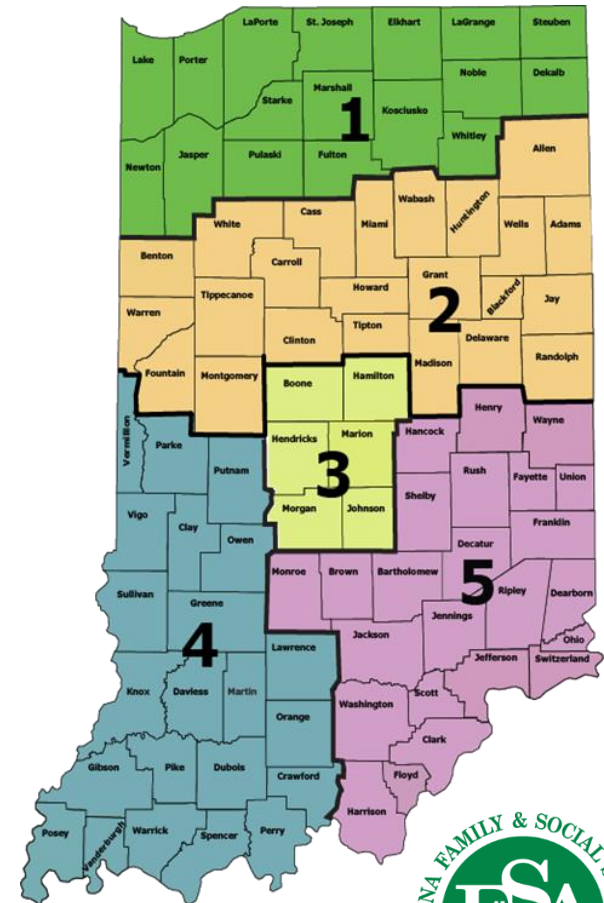 LaPorte
St. Joseph
Elkhart
LaGrange
Steuben
Lake
Porter
Noble
Dekalb
Marshall
Starke
1
Kosciusko
Whitley
Newton
Jasper
Pulaski
Fulton
Allen
Wabash
Huntington
White
Cass
Miami
Wells
Adams
Benton
Carroll
Grant
Howard
Blackford
Jay
Tippecanoe
2
Warren
Tipton
Clinton
Delaware
Madison
Randolph
Fountain
Montgomery
Boone
Hamilton
Henry
Wayne
Vermillion
Hendricks
Marion
Hancock
Parke
Putnam
3
Rush
Fayette
Union
Shelby
Morgan
Johnson
Vigo
Clay
Owen
Franklin
Decatur
Monroe
Brown
Bartholomew
5
Ripley
Dearborn
Sullivan
Greene
Jennings
Ohio
4
Lawrence
Jackson
Jefferson
Switzerland
Knox
Daviess
Martin
Scott
Washington
Orange
Clark
Gibson
Pike
Dubois
Crawford
Floyd
Harrison
Posey
Vanderburgh
Warrick
Spencer
Perry
NA FAMILY & SOCIAL
FSSA